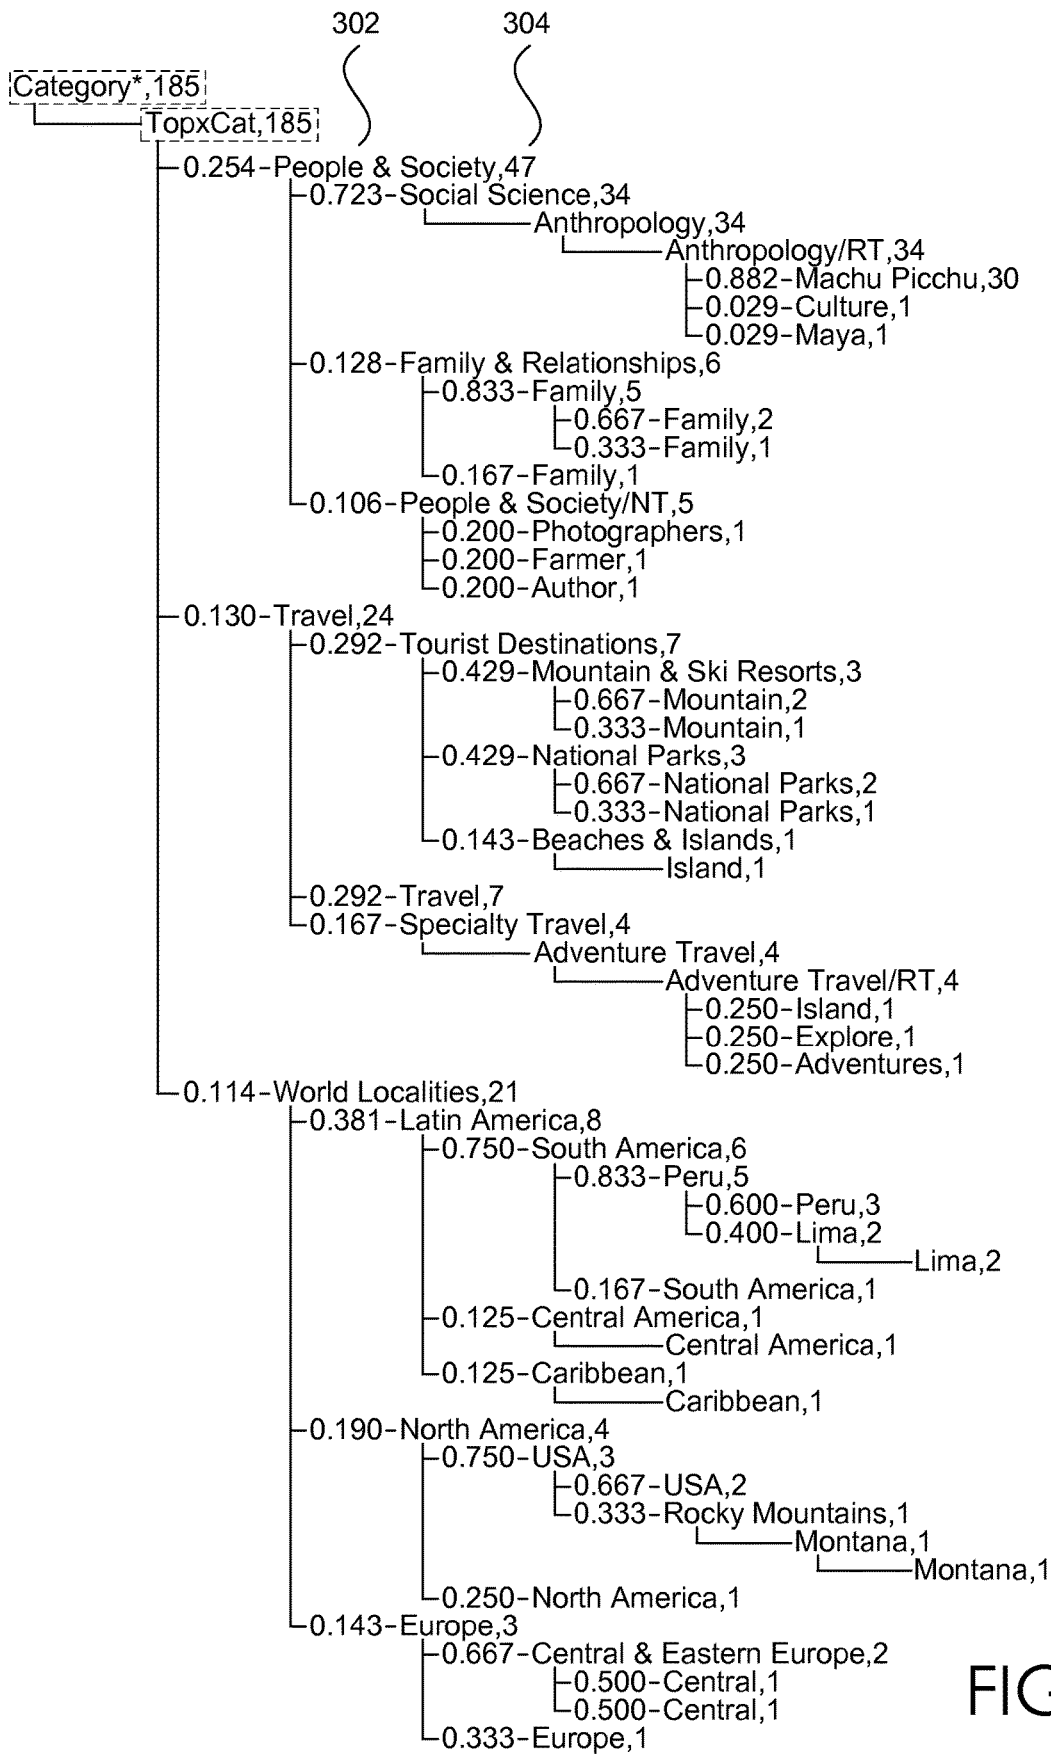 302 304
Category*,185
TopxCat,185
0.254-People & Society,47
0.723-Social Science,34
Anthropology,34
Anthropology/RT,34
0.882-Machu Picchu,30
0.029-Culture,1
0.029-Maya,1
0.128-Family & Relationships,6
0.833-Family,5
0.667-Family,2
0.333-Family,1
0.167-Family,1
0.106-People & Society/NT,5
0.200-Photographers,1
0.200-Farmer,1
0.200-Author,1
0.130-Travel,24
0.292-Tourist Destinations,7
0.429-Mountain & Ski Resorts,3
0.667-Mountain,2
0.333-Mountain,1
0.429-National Parks,3
0.667-National Parks,2
0.333-National Parks,1
0.143-Beaches & Islands,1
Island,1
0.292-Travel,7
0.167-Specialty Travel,4
Adventure Travel,4
Adventure Travel/RT,4
0.250-Island,1
0.250-Explore,1
0.250-Adventures,1
0.114-World Localities,21
0.381-Latin America,8
0.750-South America,6
0.833-Peru,5
0.600-Peru,3
0.400-Lima,2
Lima,2
0.167-South America,1
0.125-Central America,1
Central America,1
0.125-Caribbean,1
Caribbean,1
0.190-North America,4
0.750-USA,3
0.667-USA,2
0.333-Rocky Mountains,1
Montana,1
Montana,1
0.250-North America,1
0.143-Europe,3
0.667-Central & Eastern Europe,2
0.500-Central,1
0.500-Central,1
0.333-Europe,1